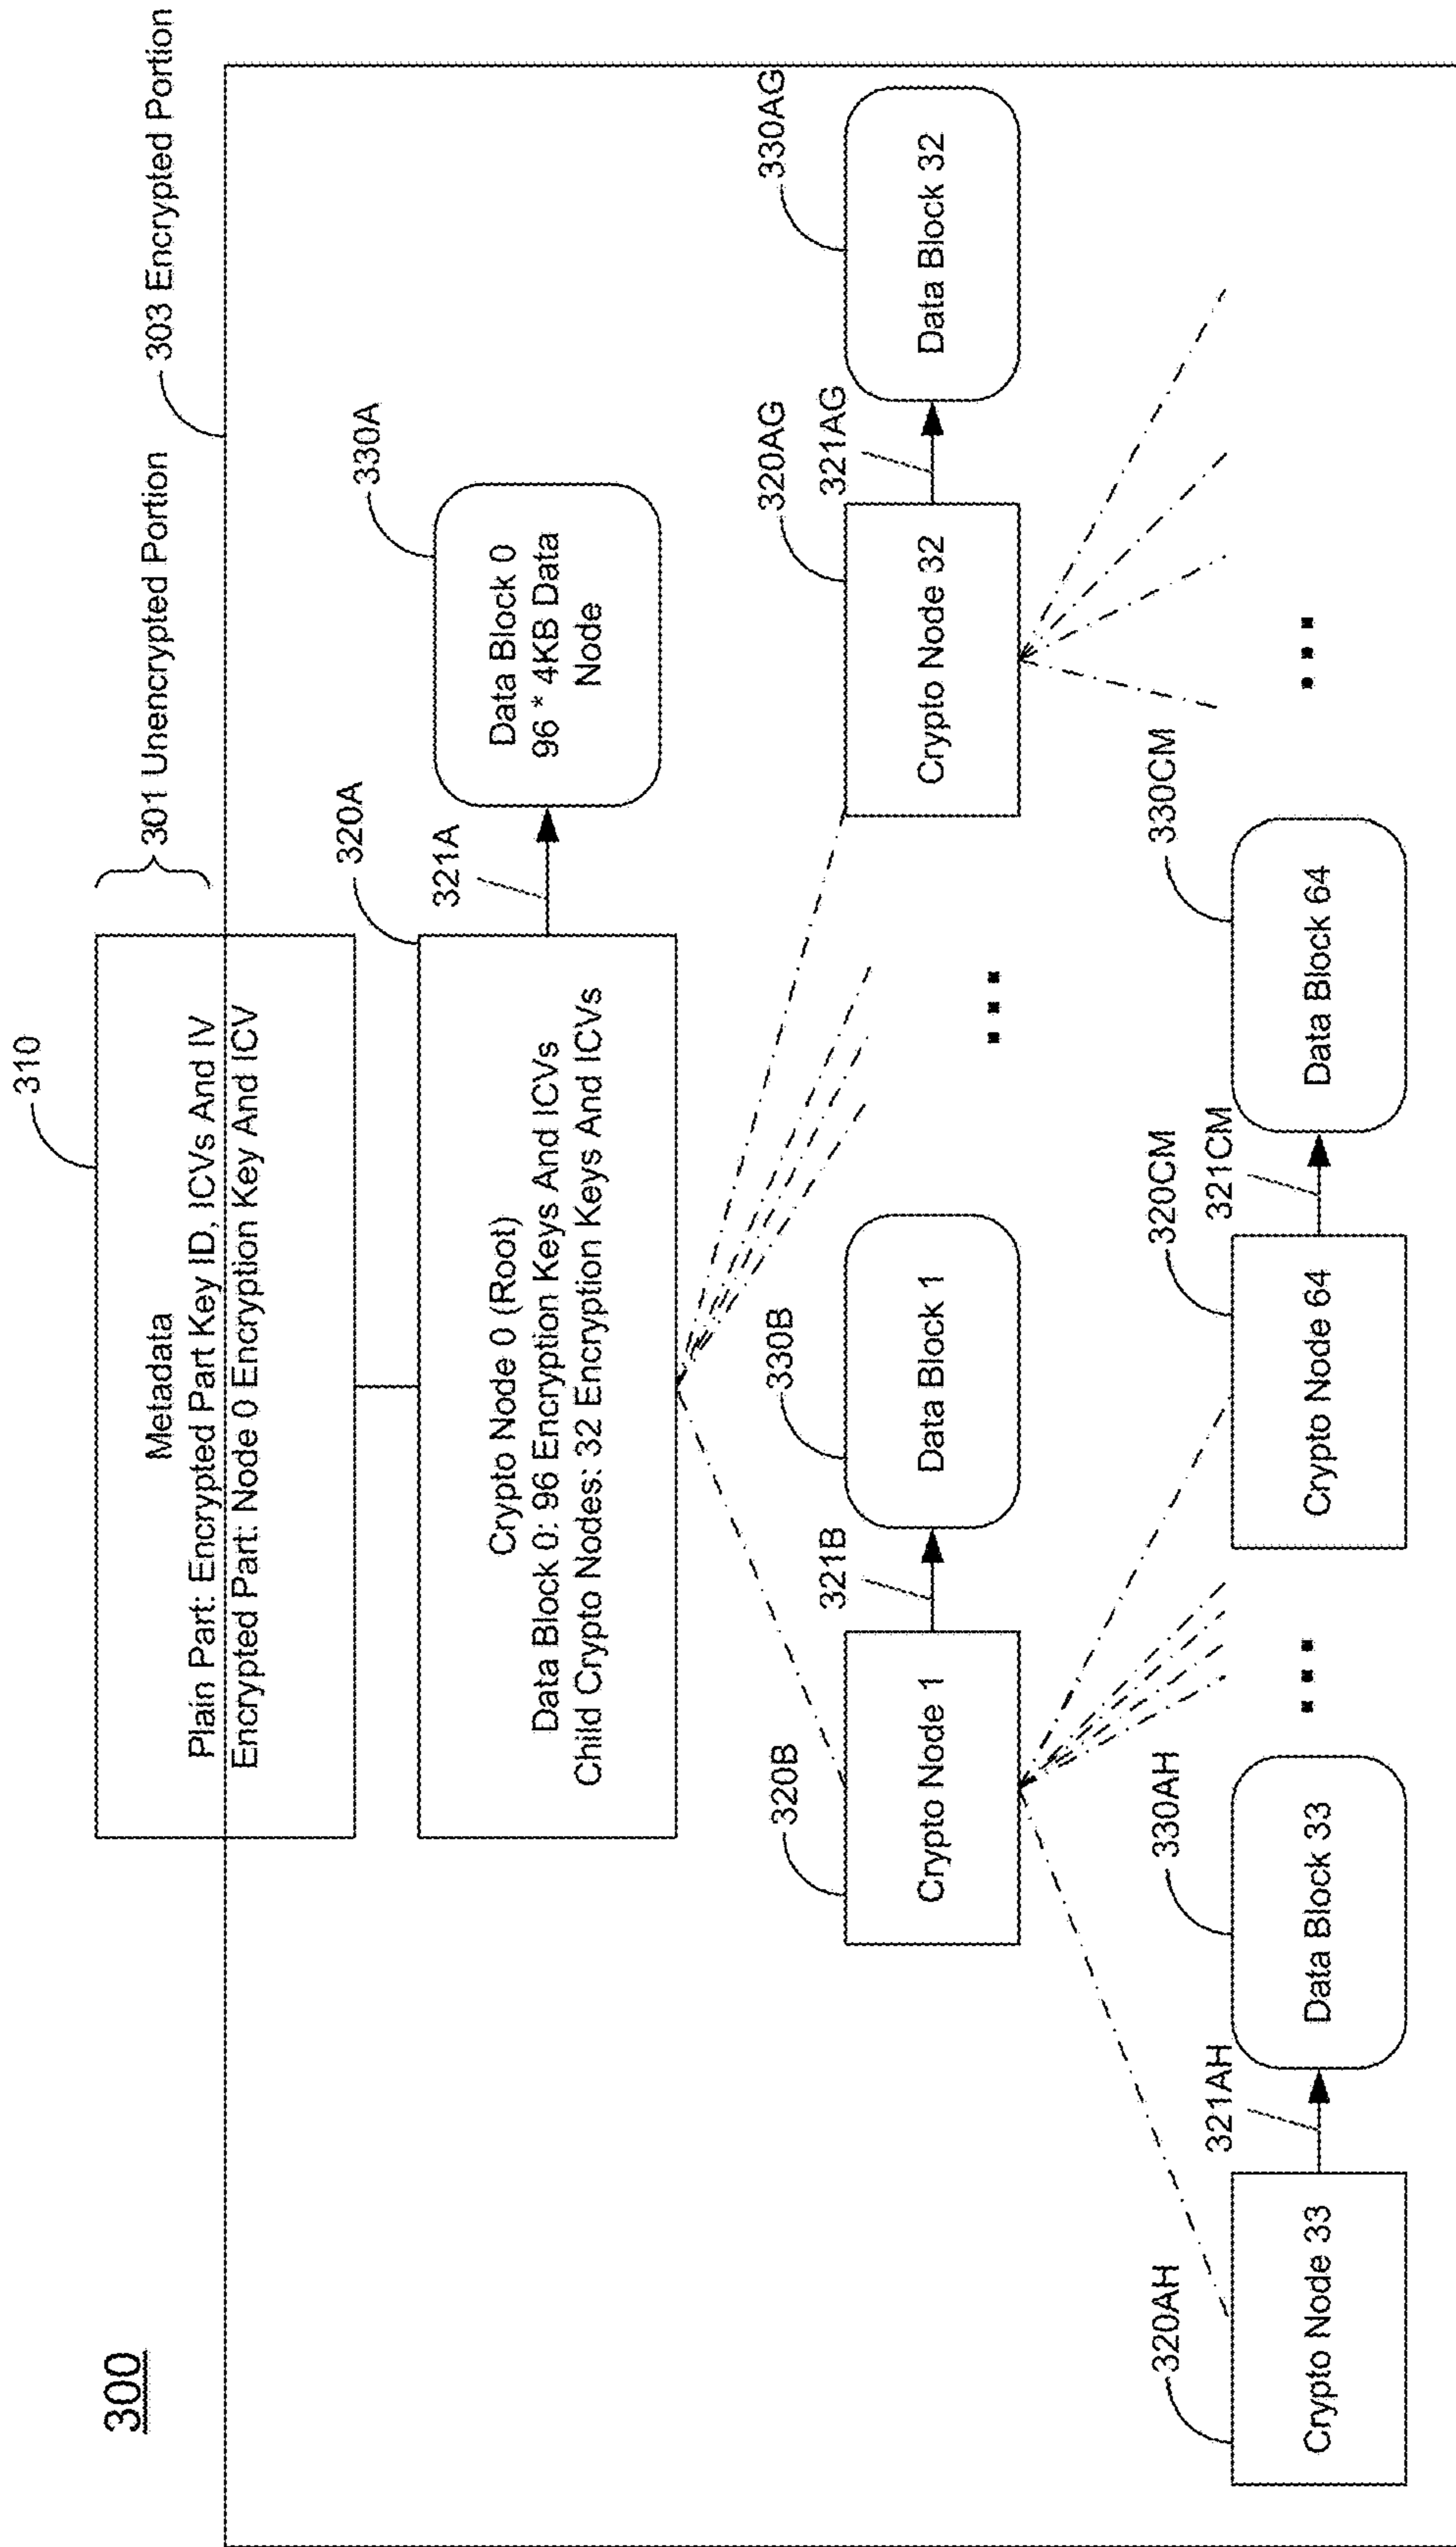 300
301 Unencrypted Portion
303 Encrypted Portion
310
Metadata
Plain Part: Encrypted Part Key ID, ICVs And IV
Encrypted Part: Node 0 Encryption Key And ICV
320A
Crypto Node 0 (Root)
Data Block 0: 96 Encryption Keys And ICVs
Child Crypto Nodes: 32 Encryption Keys And ICVs
321A
330A
Data Block 0
96 * 4KB Data
Node
320B
Crypto Node 1
321B
330B
Data Block 1
...
320AG
Crypto Node 32
321AG
330AG
Data Block 32
320AH
Crypto Node 33
321AH
330AH
Data Block 33
...
320CM
Crypto Node 64
321CM
330CM
Data Block 64
...